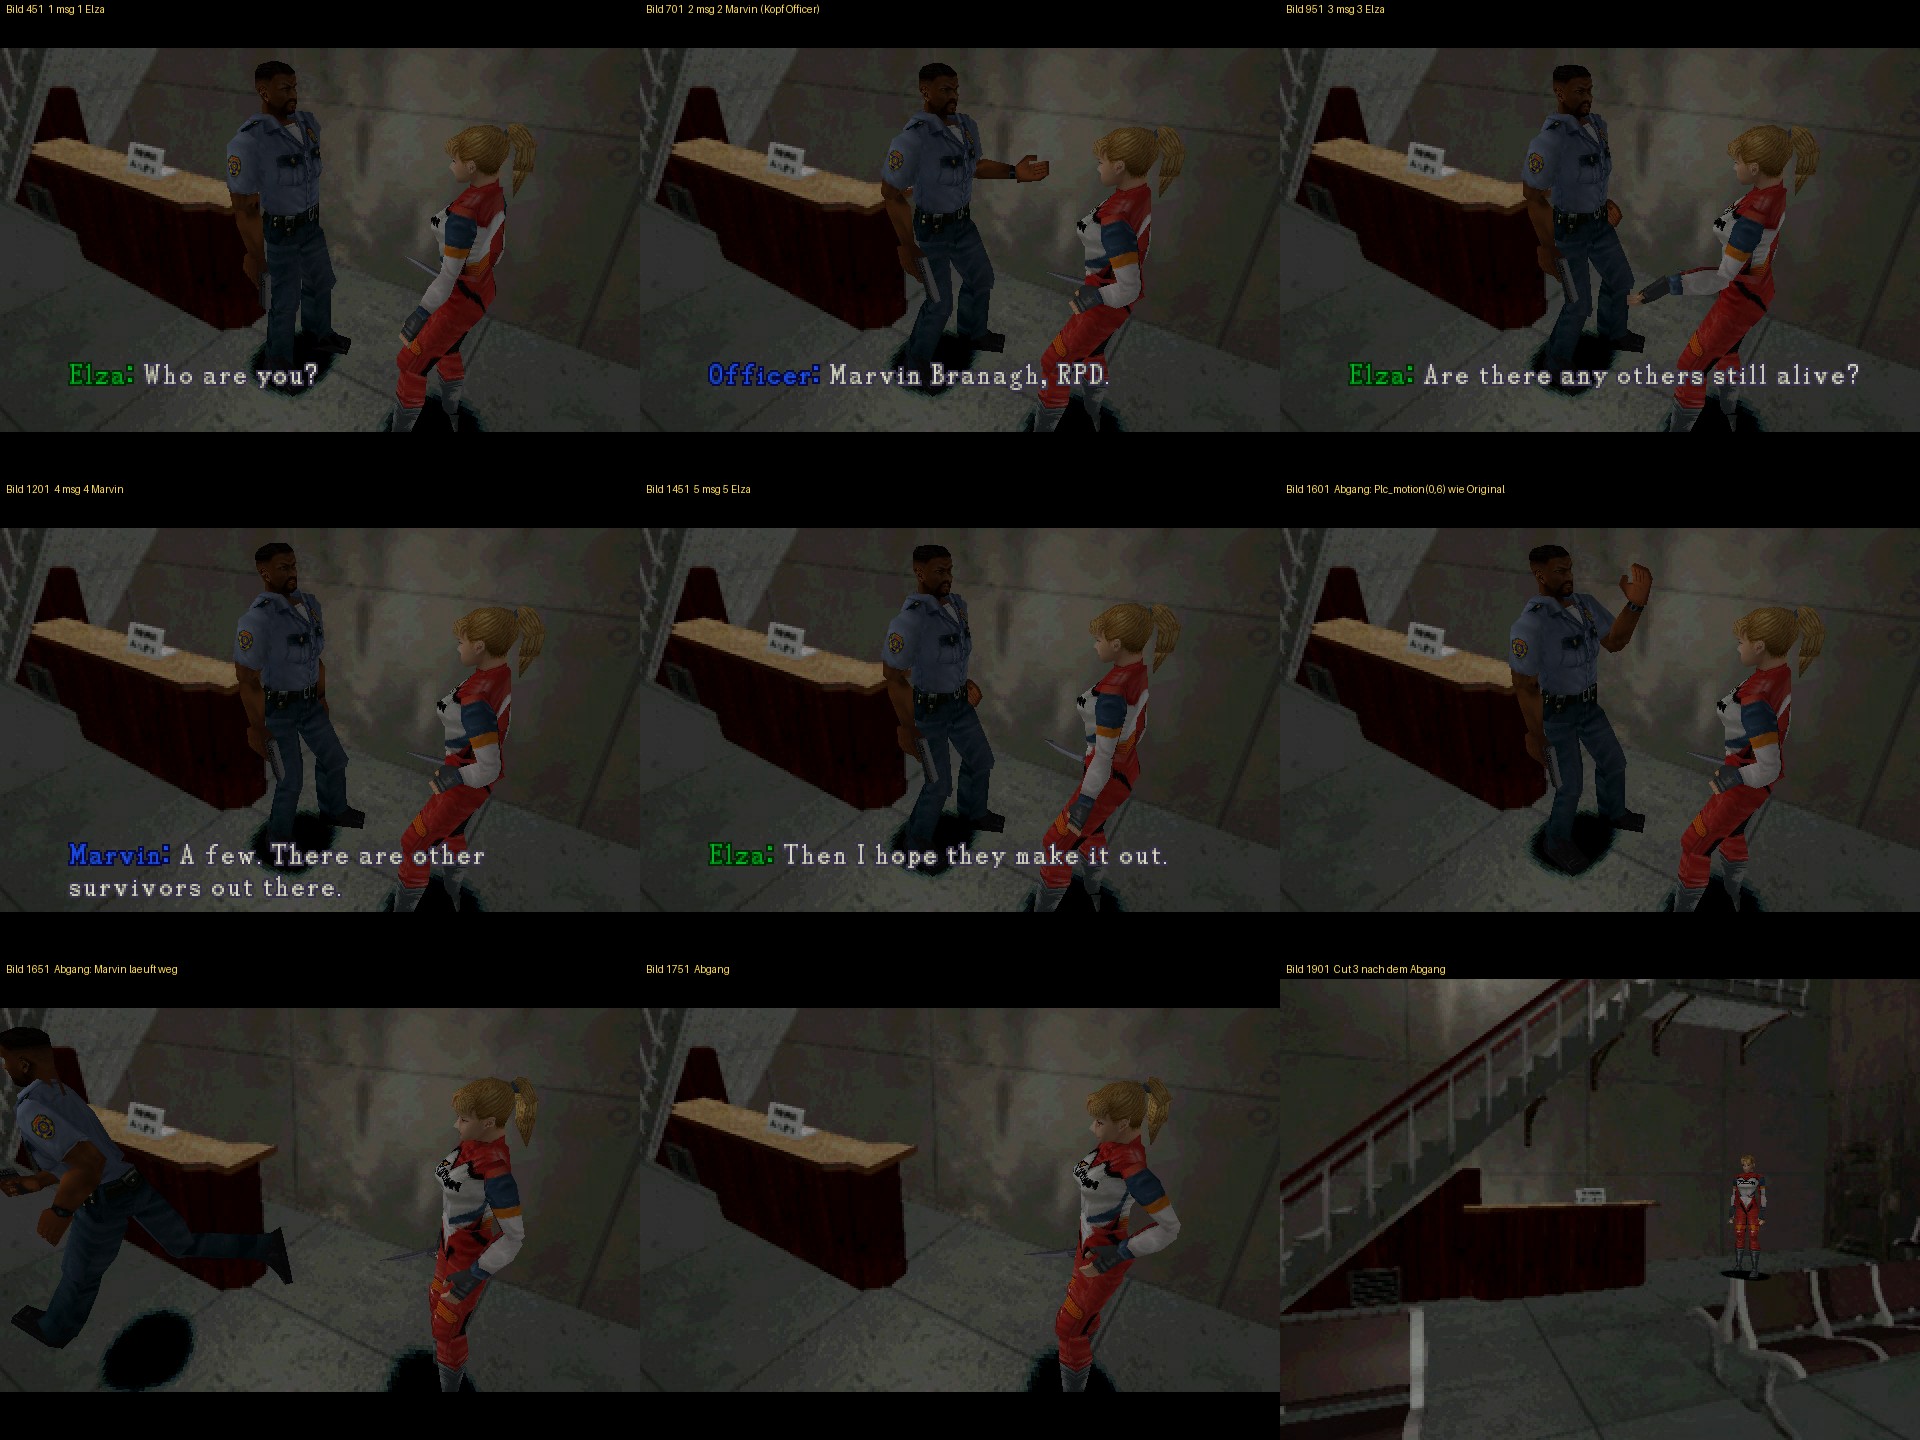 Bild 451 1 msg 1 Elza
Bild 701 2 msg 2 Marvin (Kopf Officer)
Bild 951 3 msg 3 Elza
Elza: Who are you?
Officer: Marvin Branagh, RPD.
Elza: Are there any others still alive?
Bild 1201 4 msg 4 Marvin
Bild 1451 5 msg 5 Elza
Bild 1601 Abgang: Plc_motion(0,6) wie Original
Marvin: A few. There are other
survivors out there.
Elza: Then I hope they make it out.
Bild 1651 Abgang: Marvin laeuft weg
Bild 1751 Abgang
Bild 1901 Cut 3 nach dem Abgang